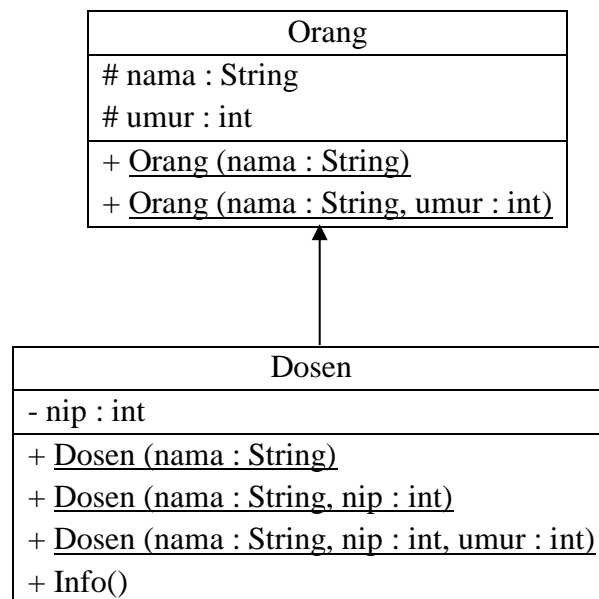 Orang
# nama : String
# umur : int
+ Orang (nama : String)
+ Orang (nama : String, umur : int)
Dosen
- nip : int
+ Dosen (nama : String)
+ Dosen (nama : String, nip : int)
+ Dosen (nama : String, nip : int, umur : int)
+ Info()